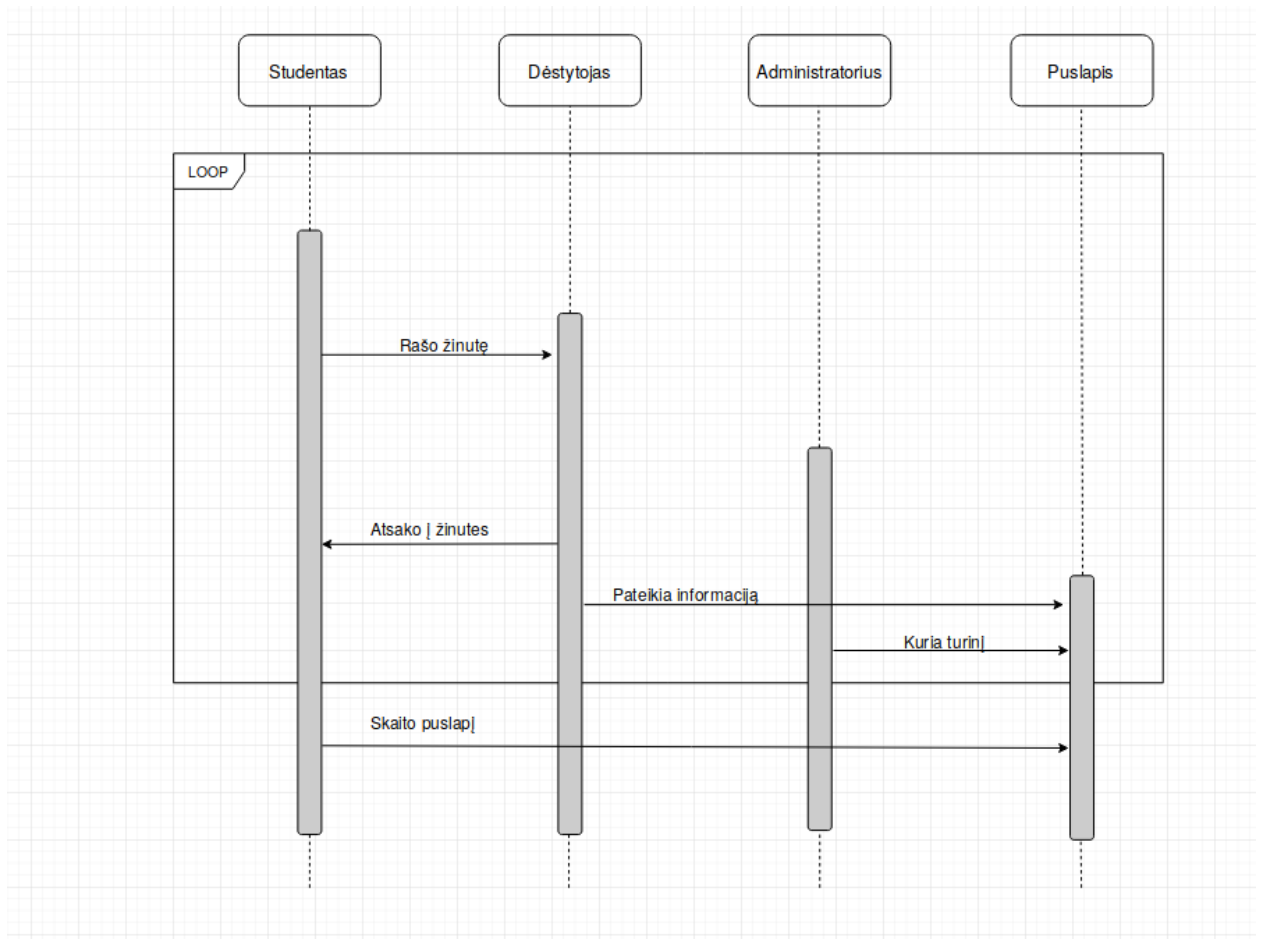 Studentas
Dėstytojas
Administratorius
Puslapis
LOOP
Rašo žinutę
Atsako į žinutes
Pateikia informaciją
Kuria turinį
Skaito puslapį